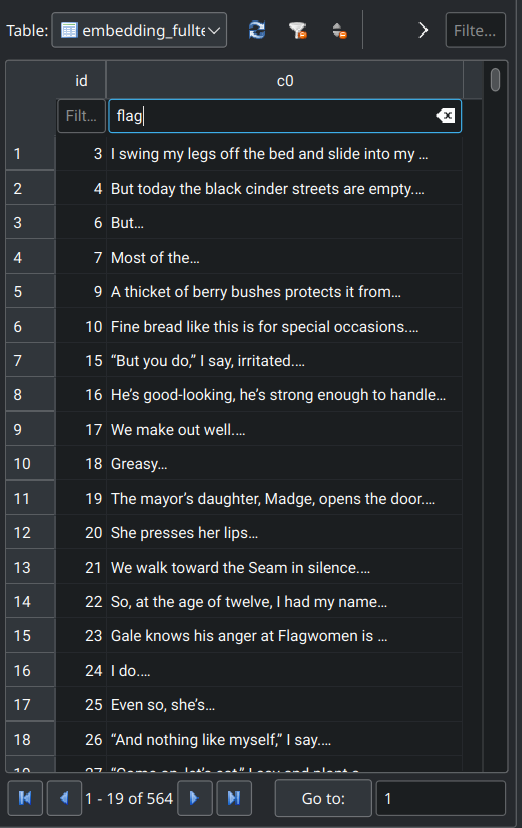 Table: embedding_fullte
Filte...
id c0
Filt... flag
1 3 I swing my legs off the bed and slide into my ...
2 4 But today the black cinder streets are empty....
3 6 But...
4 7 Most of the...
5 9 A thicket of berry bushes protects it from...
6 10 Fine bread like this is for special occasions....
7 15 “But you do,” I say, irritated....
8 16 He’s good-looking, he’s strong enough to handle...
9 17 We make out well....
10 18 Greasy...
11 19 The mayor’s daughter, Madge, opens the door....
12 20 She presses her lips...
13 21 We walk toward the Seam in silence....
14 22 So, at the age of twelve, I had my name...
15 23 Gale knows his anger at Flagwomen is ...
16 24 I do....
17 25 Even so, she’s...
18 26 “And nothing like myself,” I say....
1 - 19 of 564 Go to: 1